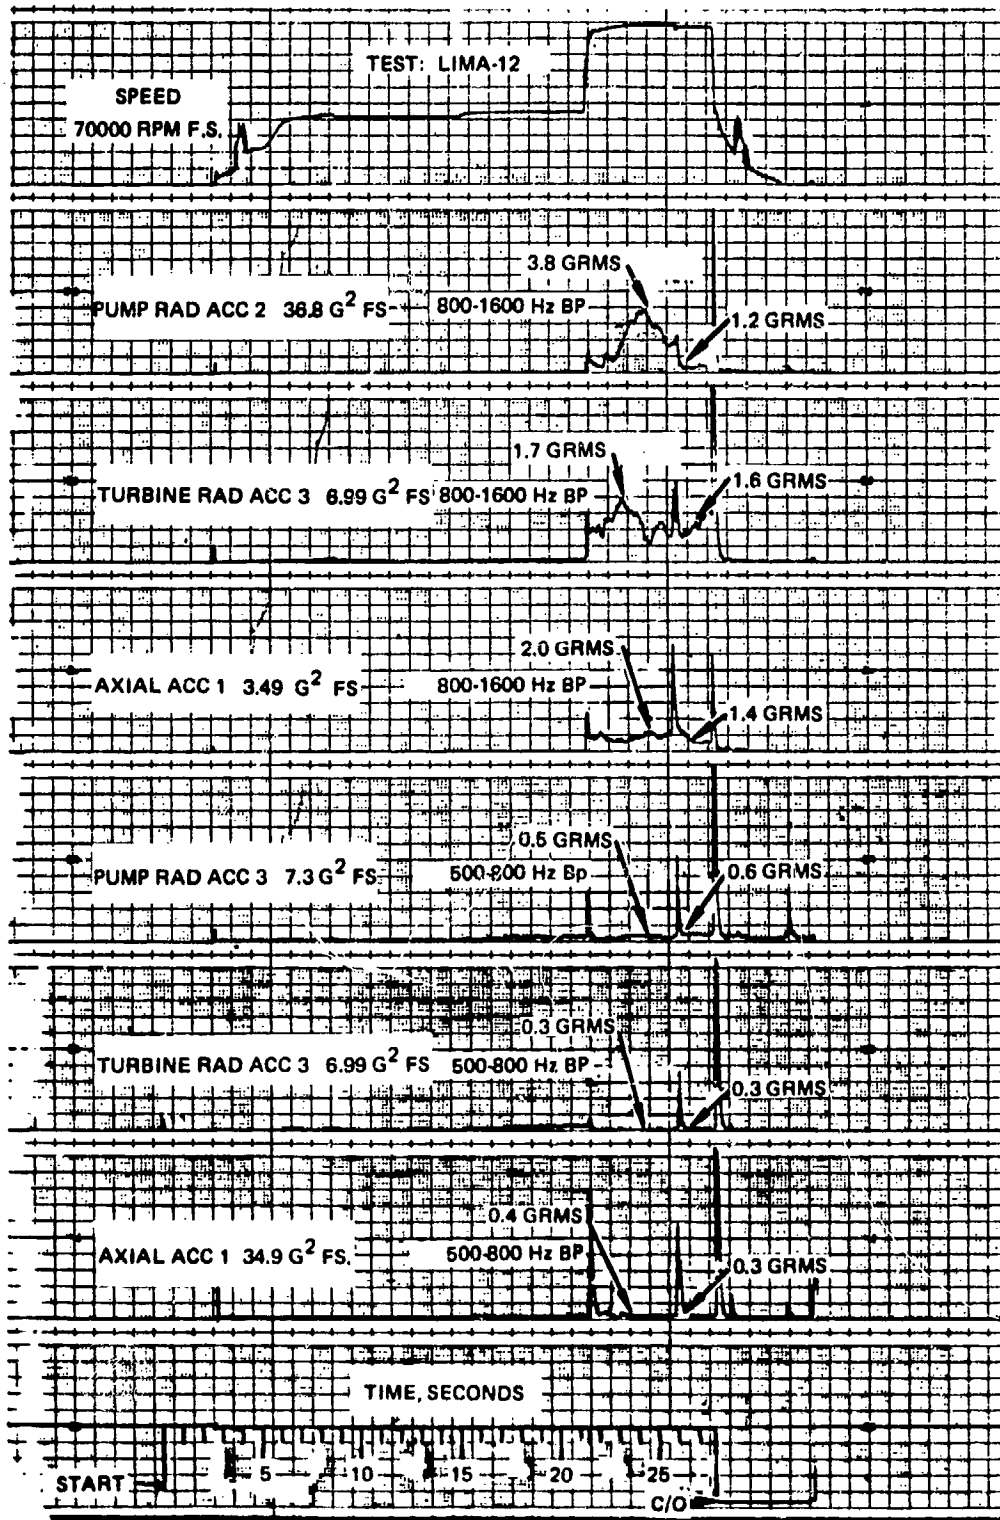 TEST: LIMA-12
SPEED
70000 RPM F.S.
3.8 GRMS
PUMP RAD ACC 2 36.8 G² FS
800-1600 Hz BP
1.2 GRMS
1.7 GRMS
TURBINE RAD ACC 3 6.99 G² FS
800-1600 Hz BP
1.6 GRMS
2.0 GRMS
AXIAL ACC 1 3.49 G² FS
800-1600 Hz BP
1.4 GRMS
0.5 GRMS
PUMP RAD ACC 3 7.3 G² FS
500-800 Hz Bp
0.6 GRMS
0.3 GRMS
TURBINE RAD ACC 3 6.99 G² FS
500-800 Hz BP
0.3 GRMS
0.4 GRMS
AXIAL ACC 1 34.9 G² FS.
500-800 Hz BP
0.3 GRMS
TIME, SECONDS
START
5 10 15 20 25
C/O